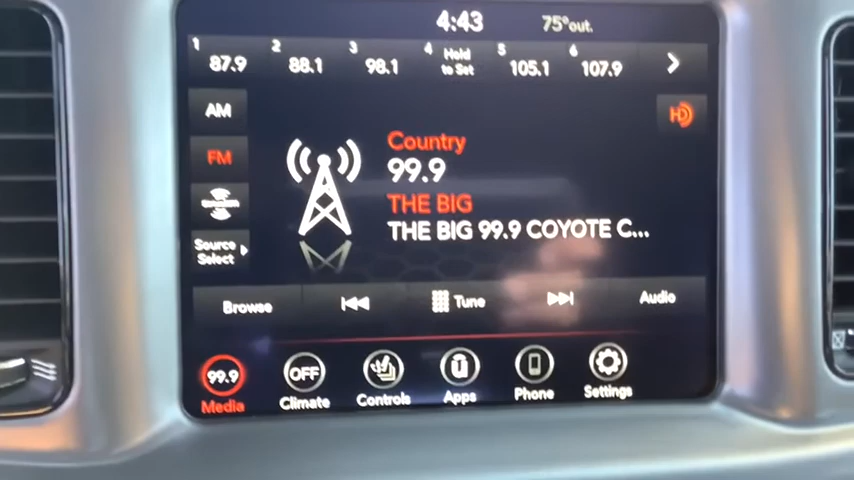 4:43 75°out.
1 87.9 2 88.1 3 98.1 4 Hold to Set 5 105.1 6 107.9
AM
HD
FM
Country
99.9
THE BIG
THE BIG 99.9 COYOTE C...
Source
Select
Browse Tune Audio
99.9 OFF
Media Climate Controls Apps Phone Settings